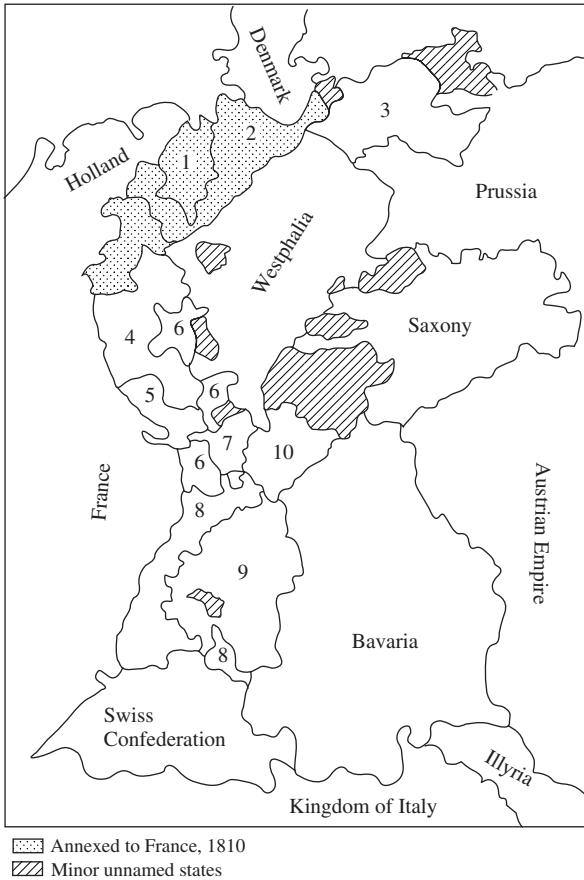 Denmark
3
2
1
Holland
Prussia
Westphalia
Saxony
6
4
6
5
7
10
6
France
8
Austrian Empire
9
Bavaria
8
Swiss
Confederation
Illyria
Kingdom of Italy
Annexed to France, 1810
Minor unnamed states